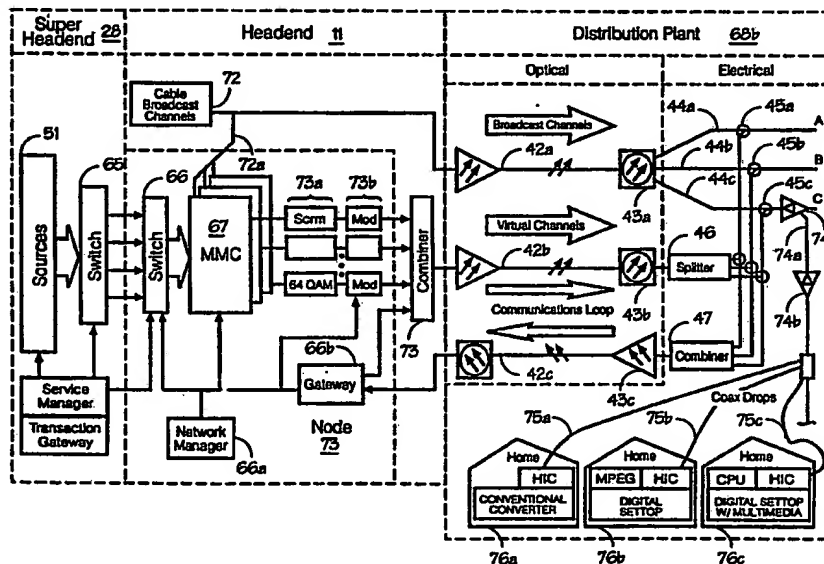 Super Headend 28
Headend 11
Distribution Plant 68b
Optical
Electrical
72
Cable Broadcast Channels
72a
51
65
66
Sources
Switch
Switch
67
MMC
73a
73b
Scrm
Mod
64 QAM
Mod
Combiner
73
Broadcast Channels
42a
43a
44a
44b
44c
45a
45b
45c
A
B
C
74
74a
74b
Virtual Channels
42b
43b
46
Splitter
Communications Loop
47
Combiner
42c
43c
66b
Gateway
Service Manager
Transaction Gateway
Network Manager
66a
Node 73
Coax Drops
75a
75b
75c
Home
HIC
CONVENTIONAL CONVERTER
76a
Home
MPEG
HIC
DIGITAL SETTOP
76b
Home
CPU
HIC
DIGITAL SETTOP W/ MULTIMEDIA
76c